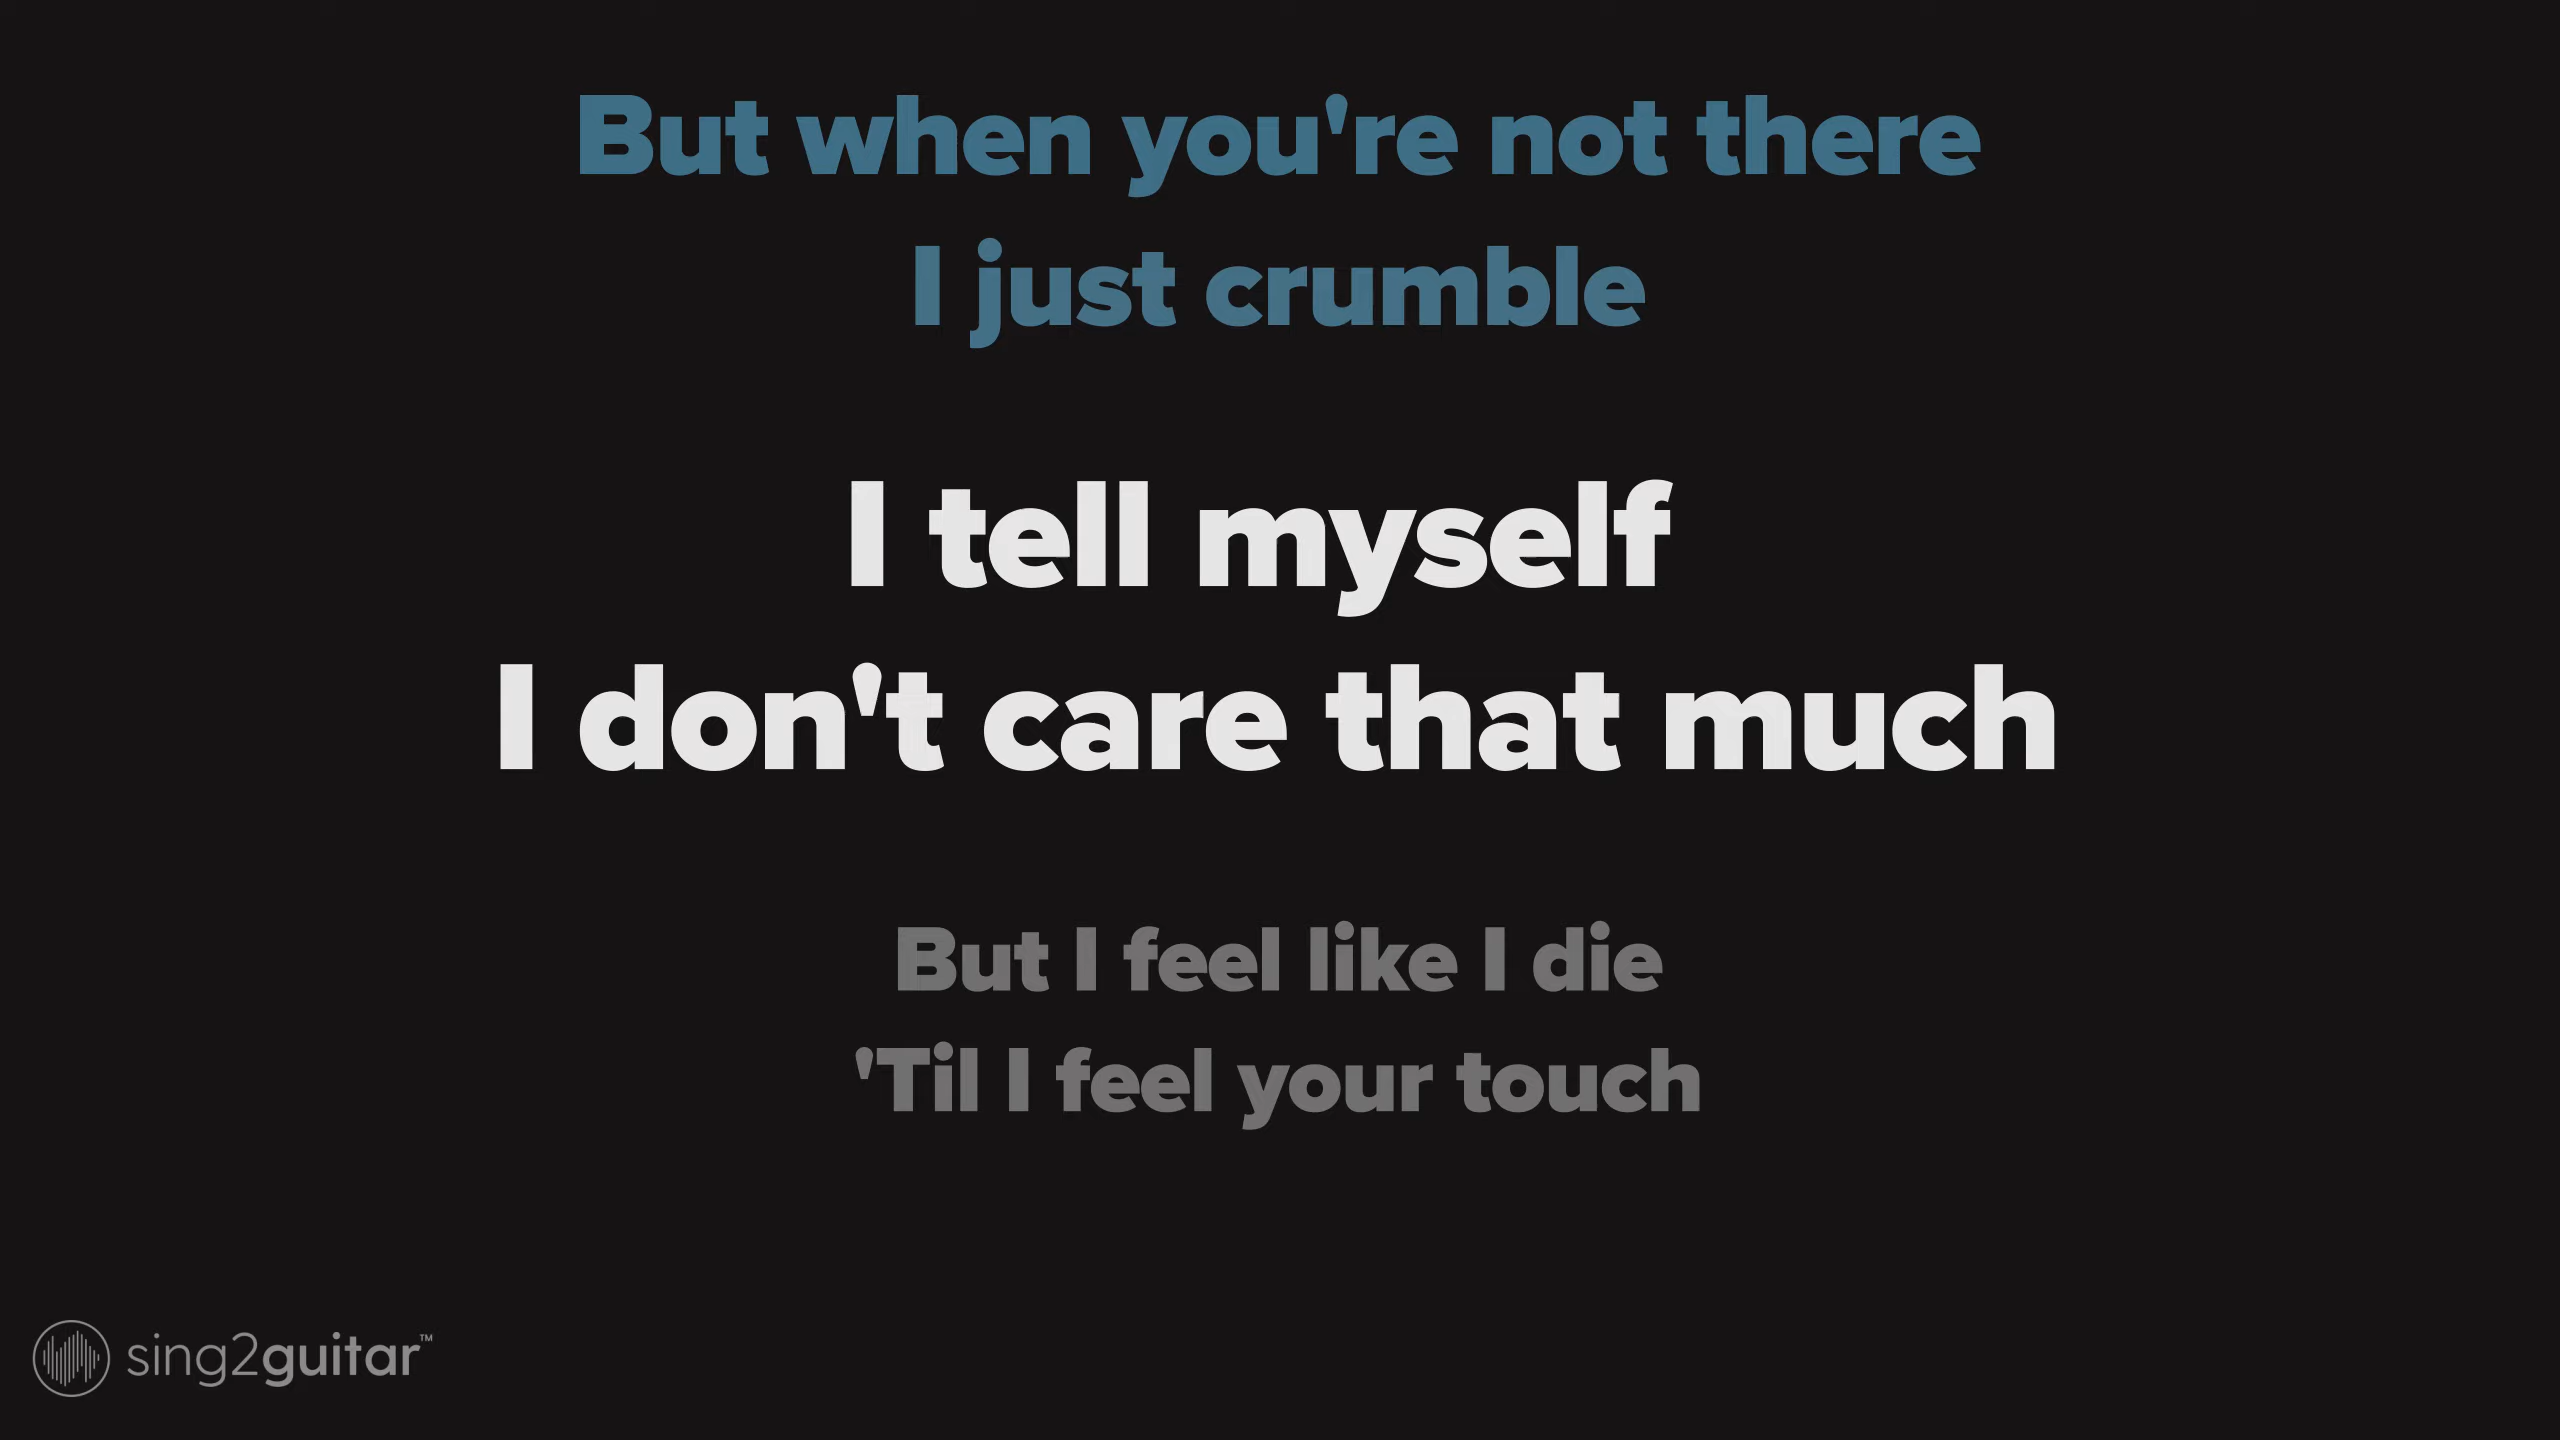 But when you're not there
I just crumble
I tell myself
I don't care that much
But I feel like I die
'Til I feel your touch
sing2guitar™